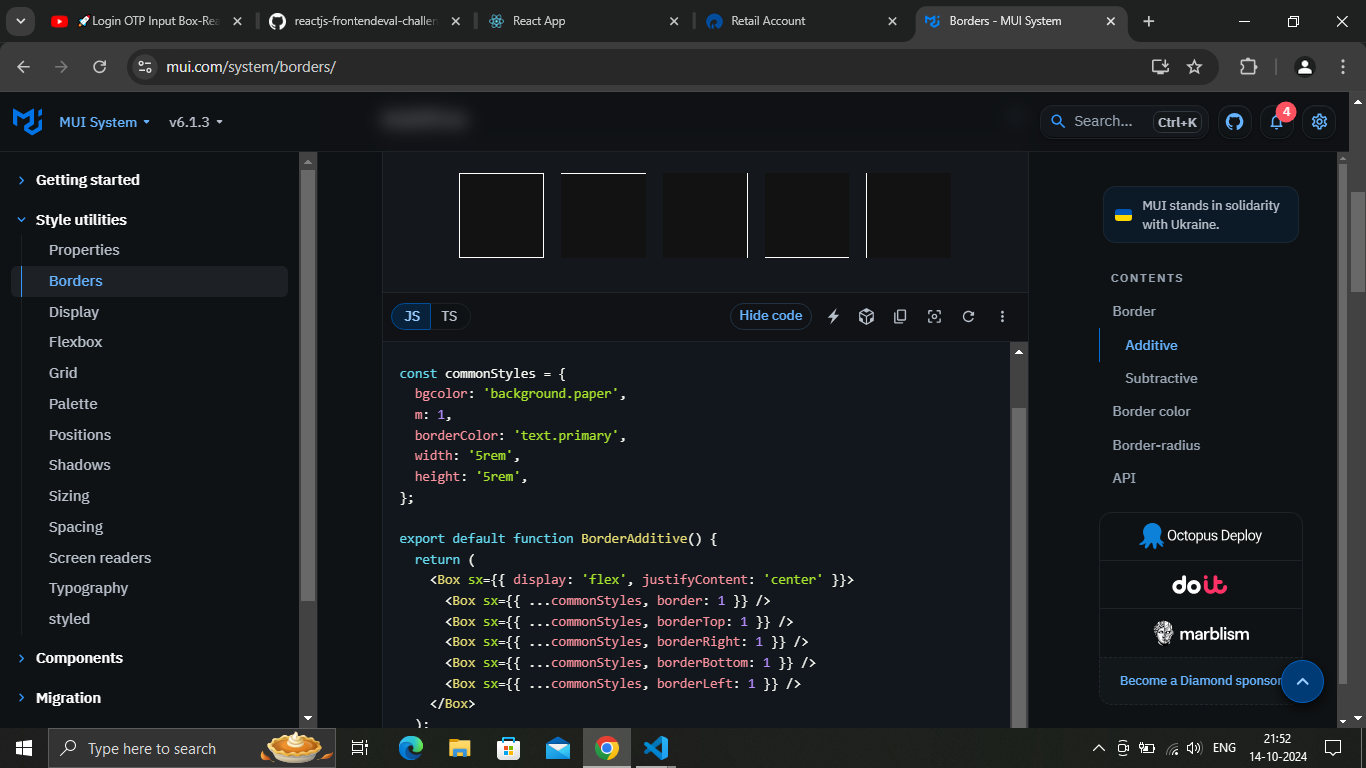 🚀Login OTP Input Box-Rea
reactjs-frontendeval-challen
React App
Retail Account
Borders - MUI System
mui.com/system/borders/
MUI System
v6.1.3
Search...
Ctrl+K
4
Getting started
Style utilities
Properties
Borders
Display
Flexbox
Grid
Palette
Positions
Shadows
Sizing
Spacing
Screen readers
Typography
styled
Components
Migration
JS
TS
Hide code
const commonStyles = {
  bgcolor: 'background.paper',
  m: 1,
  borderColor: 'text.primary',
  width: '5rem',
  height: '5rem',
};
export default function BorderAdditive() {
  return (
    <Box sx={{ display: 'flex', justifyContent: 'center' }}>
      <Box sx={{ ...commonStyles, border: 1 }} />
      <Box sx={{ ...commonStyles, borderTop: 1 }} />
      <Box sx={{ ...commonStyles, borderRight: 1 }} />
      <Box sx={{ ...commonStyles, borderBottom: 1 }} />
      <Box sx={{ ...commonStyles, borderLeft: 1 }} />
    </Box>
  );
MUI stands in solidarity
with Ukraine.
CONTENTS
Border
Additive
Subtractive
Border color
Border-radius
API
Octopus Deploy
doit
marblism
Become a Diamond sponsor
Type here to search
ENG
21:52
14-10-2024